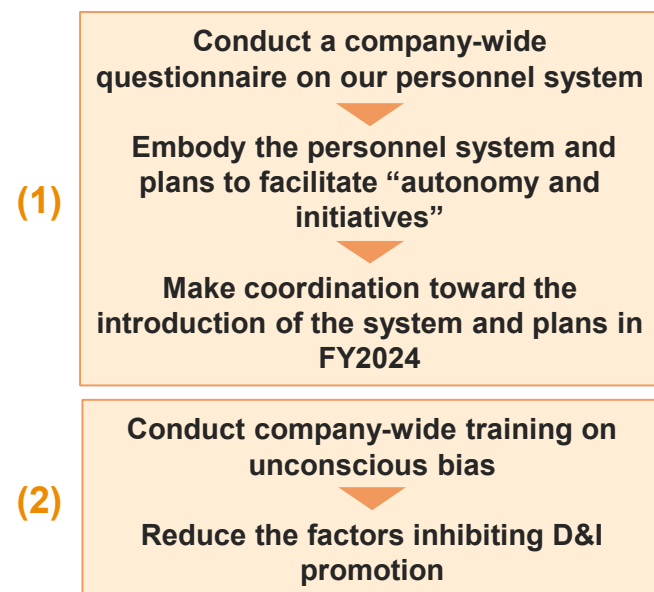 (1)
Conduct a company-wide
questionnaire on our personnel system
Embody the personnel system and
plans to facilitate “autonomy and
initiatives”
Make coordination toward the
introduction of the system and plans in
FY2024
(2)
Conduct company-wide training on
unconscious bias
Reduce the factors inhibiting D&I
promotion